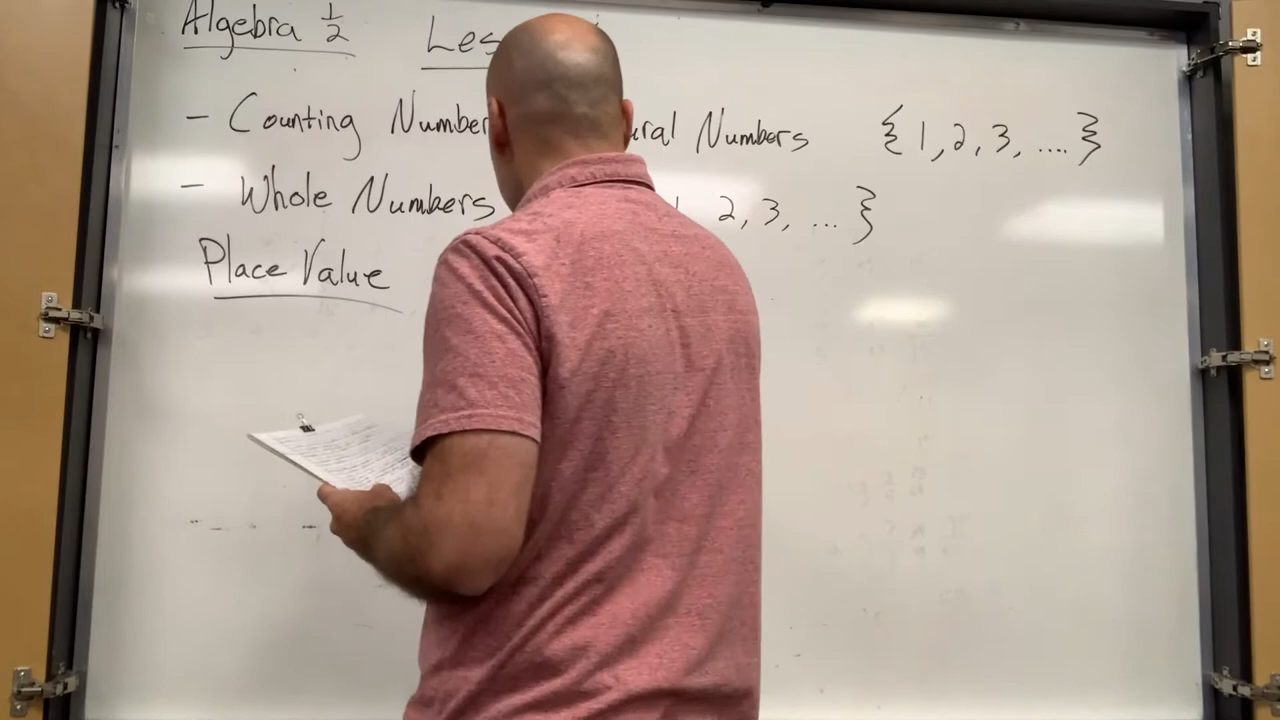 Algebra ½ Les
- Counting Number ural Numbers { 1, 2, 3, .... }
- Whole Numbers 2, 3, ... }
Place Value